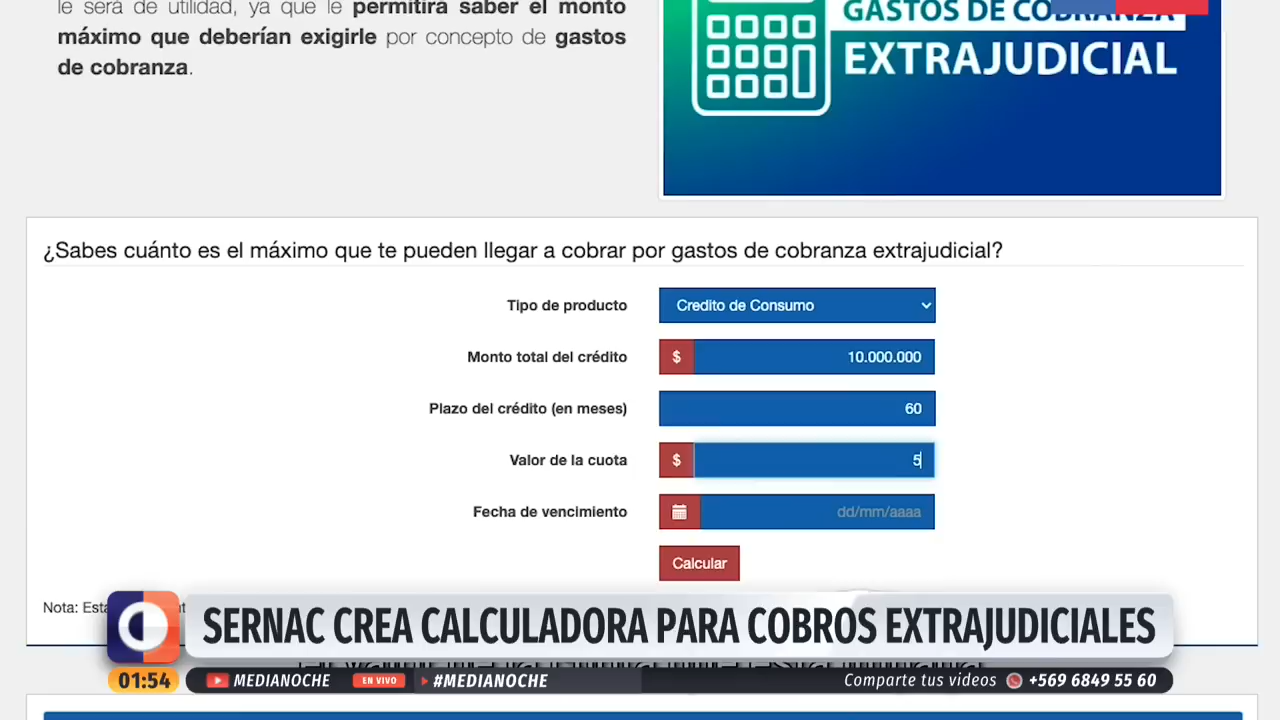 le será de utilidad, ya que le permitirá saber el monto
máximo que deberían exigirle por concepto de gastos
de cobranza.
GASTOS DE COBRANZA
EXTRAJUDICIAL
¿Sabes cuánto es el máximo que te pueden llegar a cobrar por gastos de cobranza extrajudicial?
Tipo de producto
Credito de Consumo
Monto total del crédito
$ 10.000.000
Plazo del crédito (en meses)
60
Valor de la cuota
$ 5
Fecha de vencimiento
dd/mm/aaaa
Calcular
Nota:
SERNAC CREA CALCULADORA PARA COBROS EXTRAJUDICIALES
01:54 MEDIANOCHE EN VIVO #MEDIANOCHE Comparte tus videos +569 6849 55 60